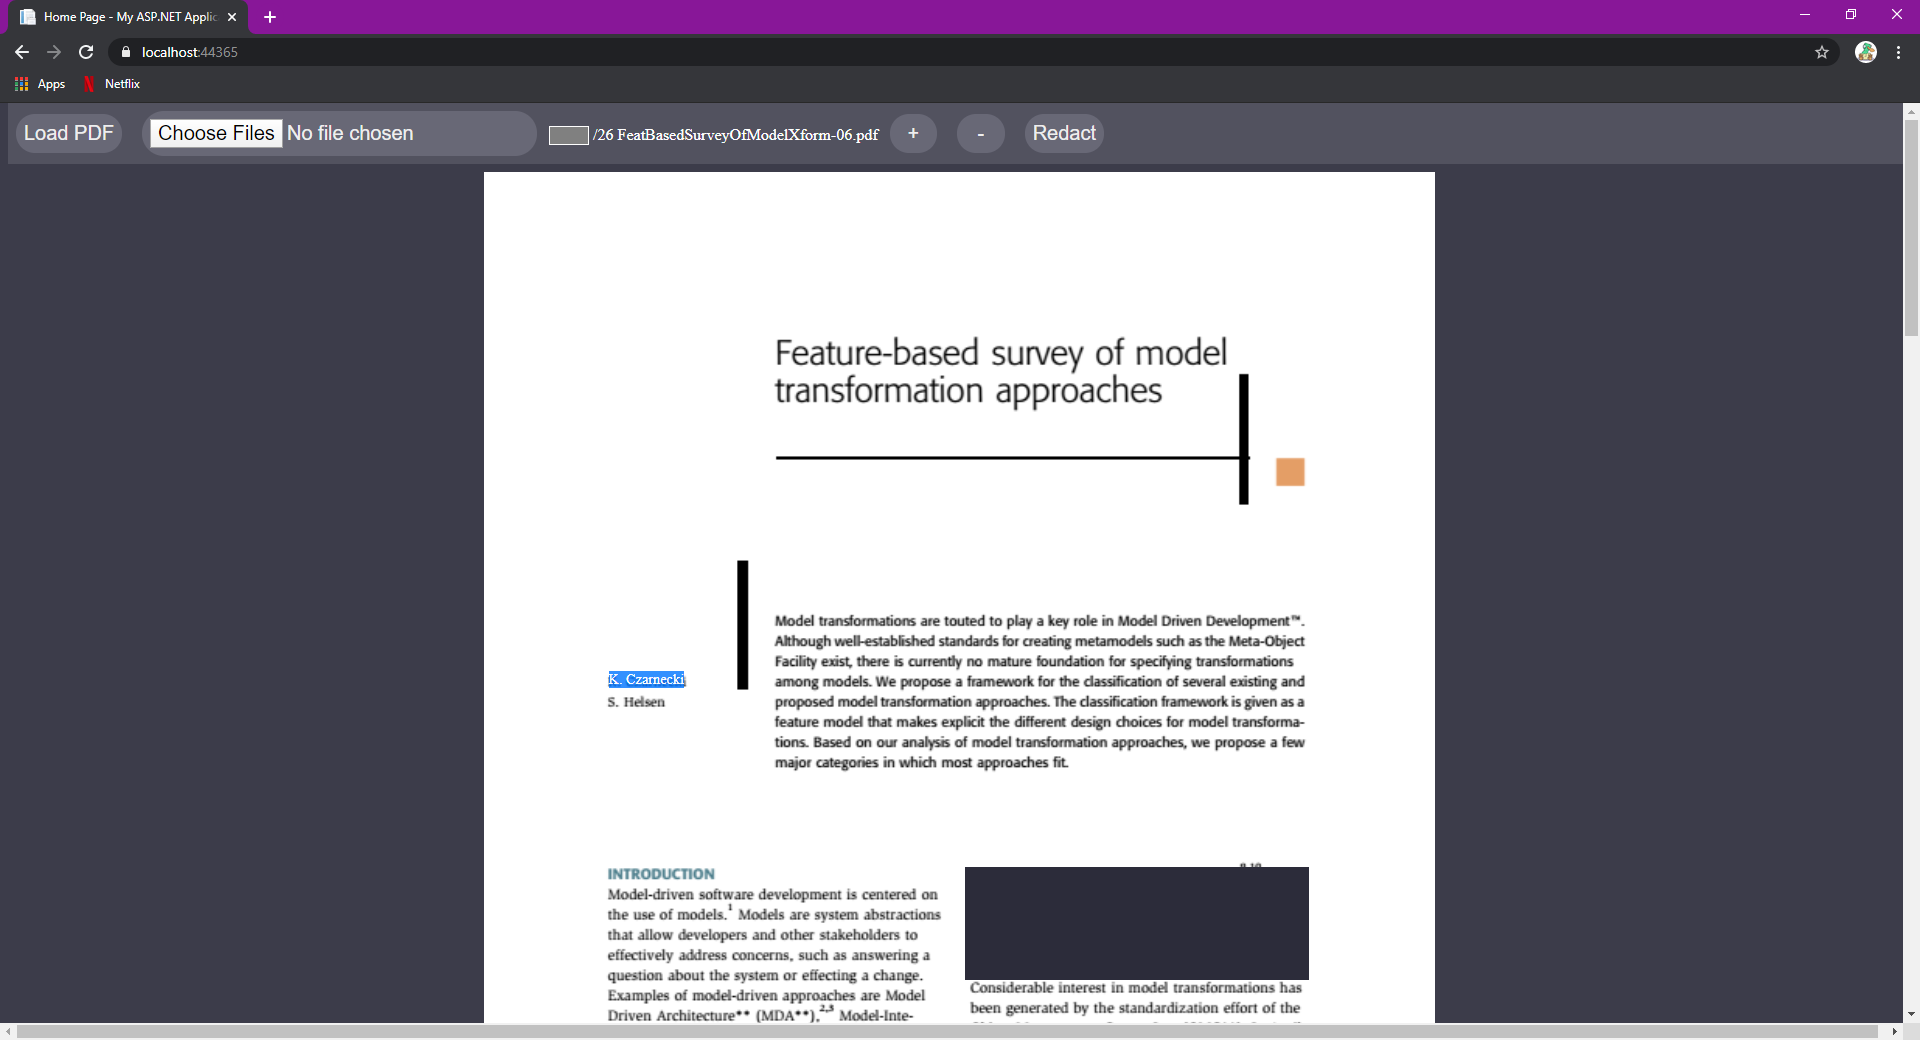 Home Page - My ASP.NET Applic
localhost:44365
Apps
Netflix
Load PDF
Choose Files No file chosen
/26 FeatBasedSurveyOfModelXform-06.pdf
+
-
Redact
Feature-based survey of model
transformation approaches
K. Czarnecki
S. Helsen
Model transformations are touted to play a key role in Model Driven Development™.
Although well-established standards for creating metamodels such as the Meta-Object
Facility exist, there is currently no mature foundation for specifying transformations
among models. We propose a framework for the classification of several existing and
proposed model transformation approaches. The classification framework is given as a
feature model that makes explicit the different design choices for model transforma-
tions. Based on our analysis of model transformation approaches, we propose a few
major categories in which most approaches fit.
INTRODUCTION
Model-driven software development is centered on
the use of models.1 Models are system abstractions
that allow developers and other stakeholders to
effectively address concerns, such as answering a
question about the system or effecting a change.
Examples of model-driven approaches are Model
Driven Architecture** (MDA**),2,3 Model-Inte-
Considerable interest in model transformations has
been generated by the standardization effort of the